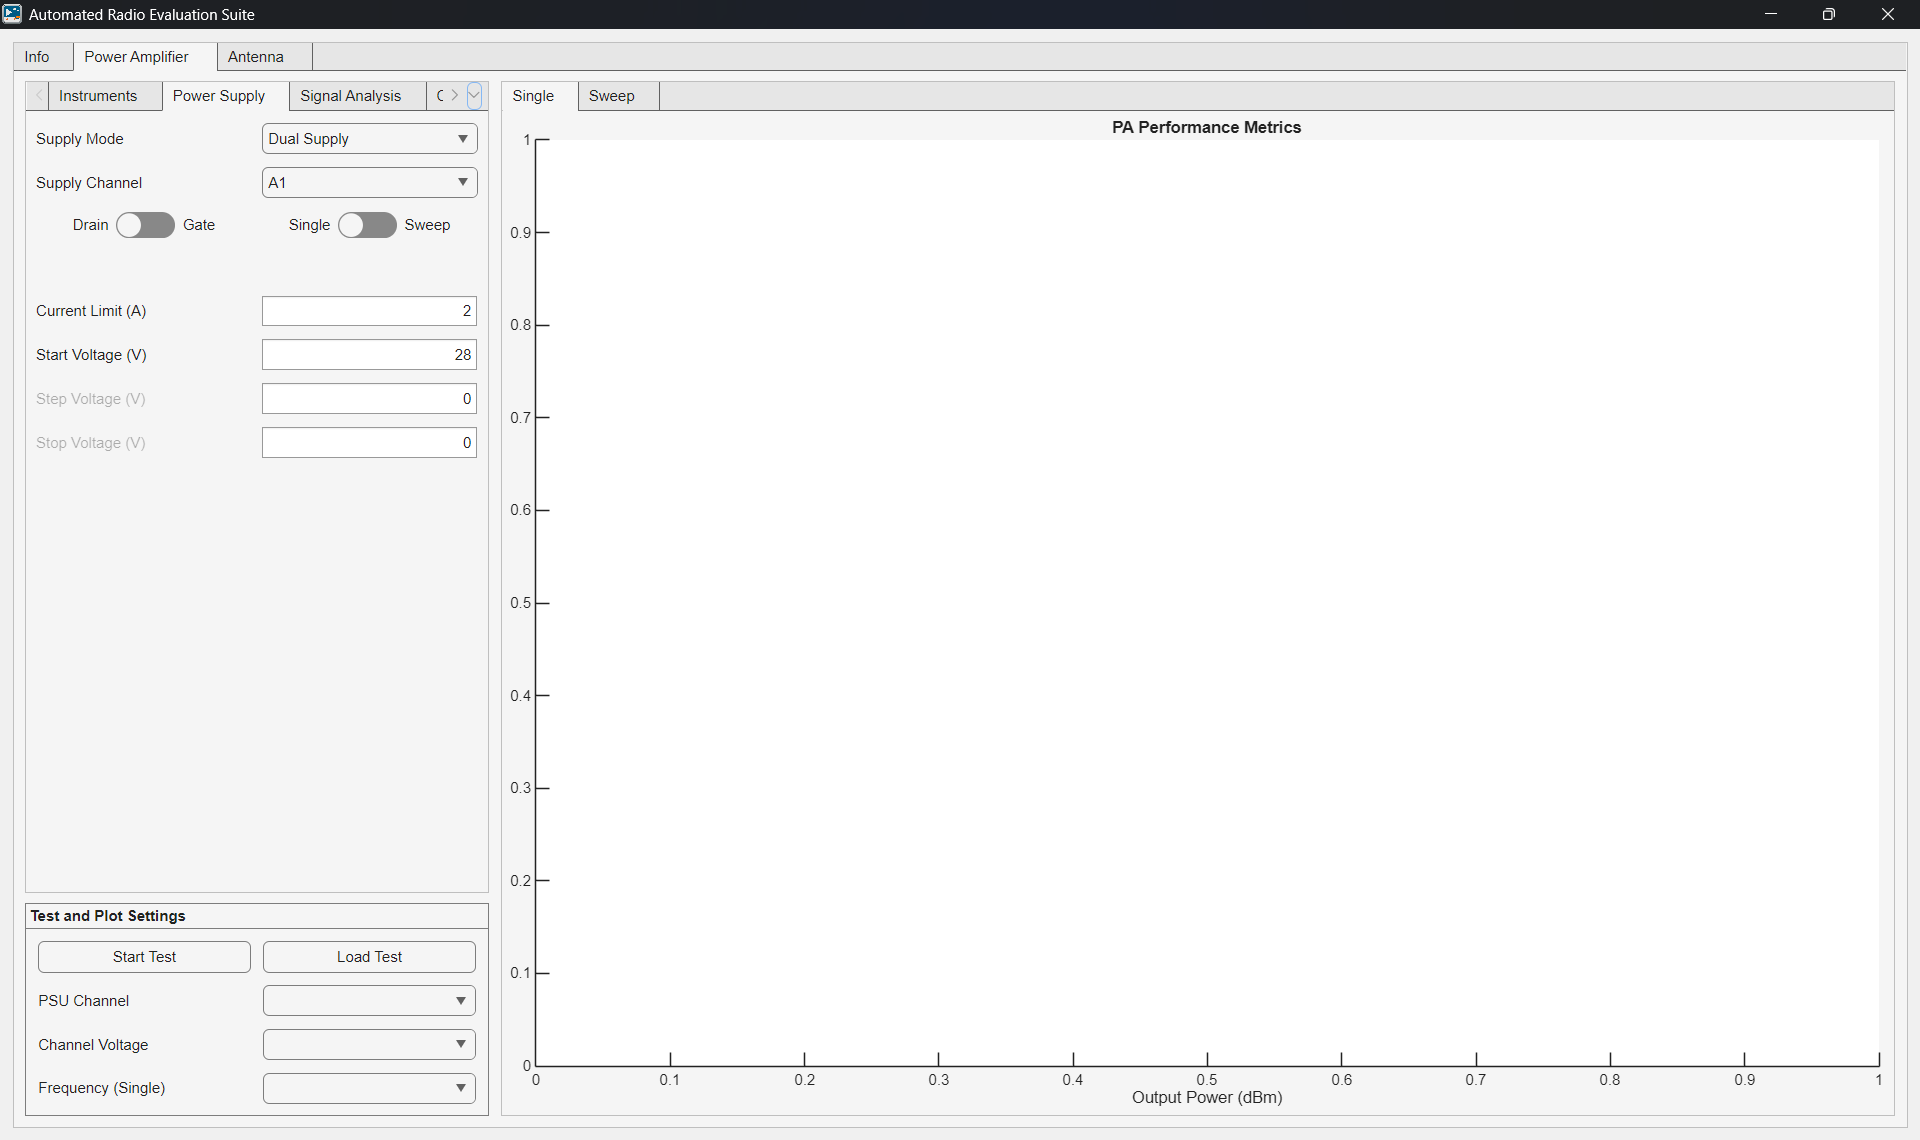 Automated Radio Evaluation Suite
Info
Power Amplifier
Antenna
Instruments
Power Supply
Signal Analysis
Supply Mode
Dual Supply
Supply Channel
A1
Drain
Gate
Single
Sweep
Current Limit (A)
2
Start Voltage (V)
28
Step Voltage (V)
0
Stop Voltage (V)
0
Test and Plot Settings
Start Test
Load Test
PSU Channel
Channel Voltage
Frequency (Single)
Single
Sweep
PA Performance Metrics
1
0.9
0.8
0.7
0.6
0.5
0.4
0.3
0.2
0.1
0
0
0.1
0.2
0.3
0.4
0.5
0.6
0.7
0.8
0.9
1
Output Power (dBm)